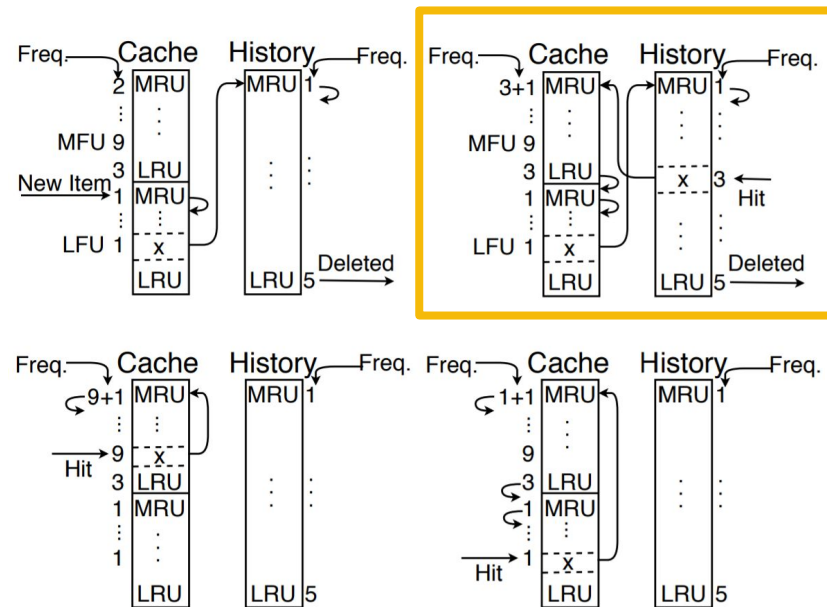 Cache History
Freq. Freq.
2 MRU MRU 1
MFU 9
3 LRU
New Item 1 MRU
LFU 1 x
LRU LRU 5 Deleted
Cache History
Freq. Freq.
3+1 MRU MRU 1
MFU 9
3 LRU x 3
1 MRU Hit
LFU 1 x
LRU LRU 5 Deleted
Cache History
Freq. Freq.
9+1 MRU MRU 1
Hit 9 x
3 LRU
1 MRU
1
LRU LRU 5
Cache History
Freq. Freq.
1+1 MRU MRU 1
9
3 LRU
1 MRU
Hit 1 x
LRU LRU 5